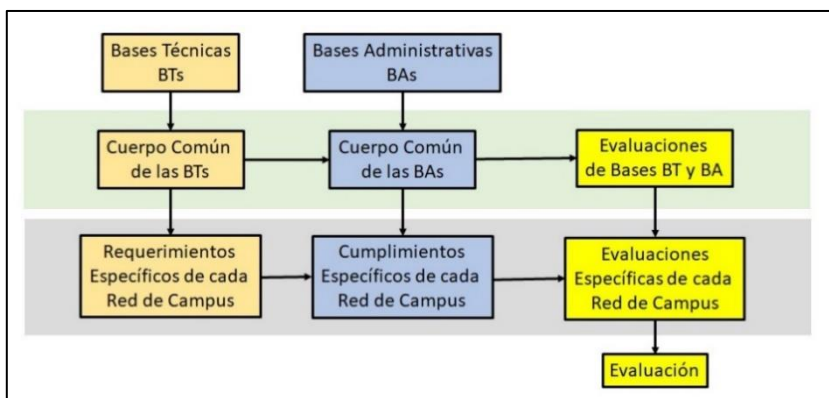 Bases Técnicas
BTs
Bases Administrativas
BAs
Cuerpo Común
de las BTs
Cuerpo Común
de las BAs
Evaluaciones
de Bases BT y BA
Requerimientos
Específicos de cada
Red de Campus
Cumplimientos
Específicos de cada
Red de Campus
Evaluaciones
Específicas de cada
Red de Campus
Evaluación